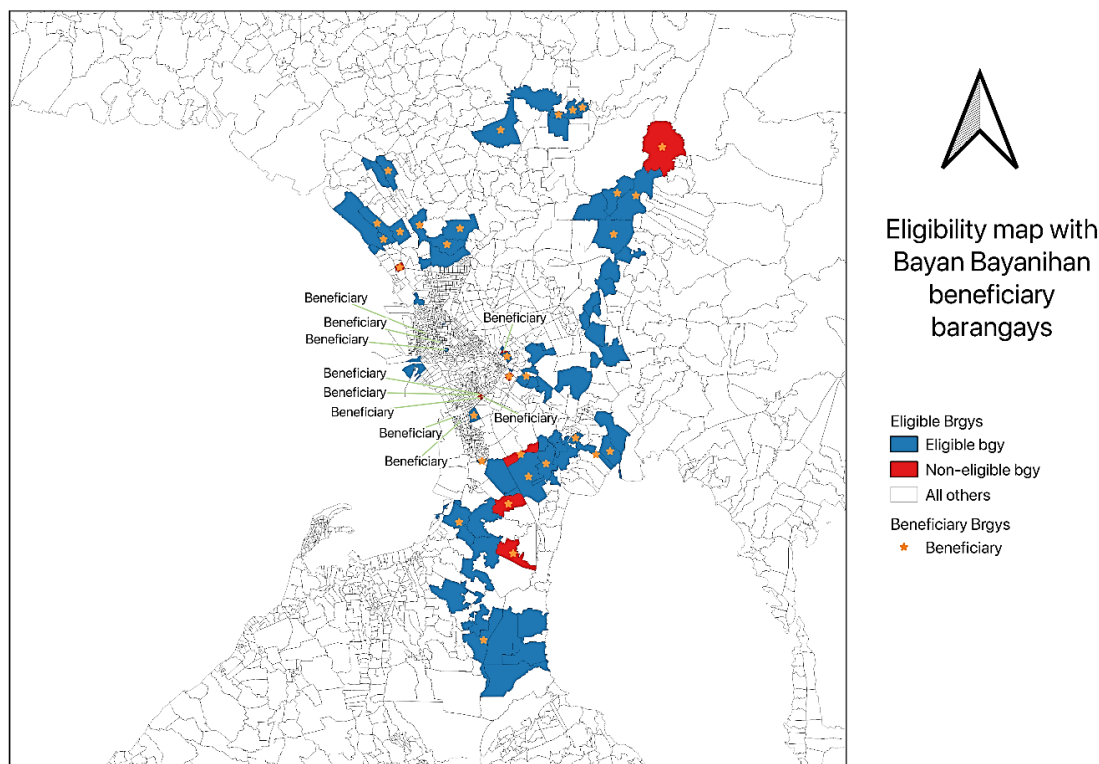 Beneficiary
Beneficiary
Beneficiary
Beneficiary
Beneficiary
Beneficiary
Beneficiary
Beneficiary
Beneficiary
Beneficiary
Eligibility map with
Bayan Bayanihan
beneficiary
barangays
Eligible Brgys
Eligible bgy
Non-eligible bgy
All others
Beneficiary Brgys
Beneficiary